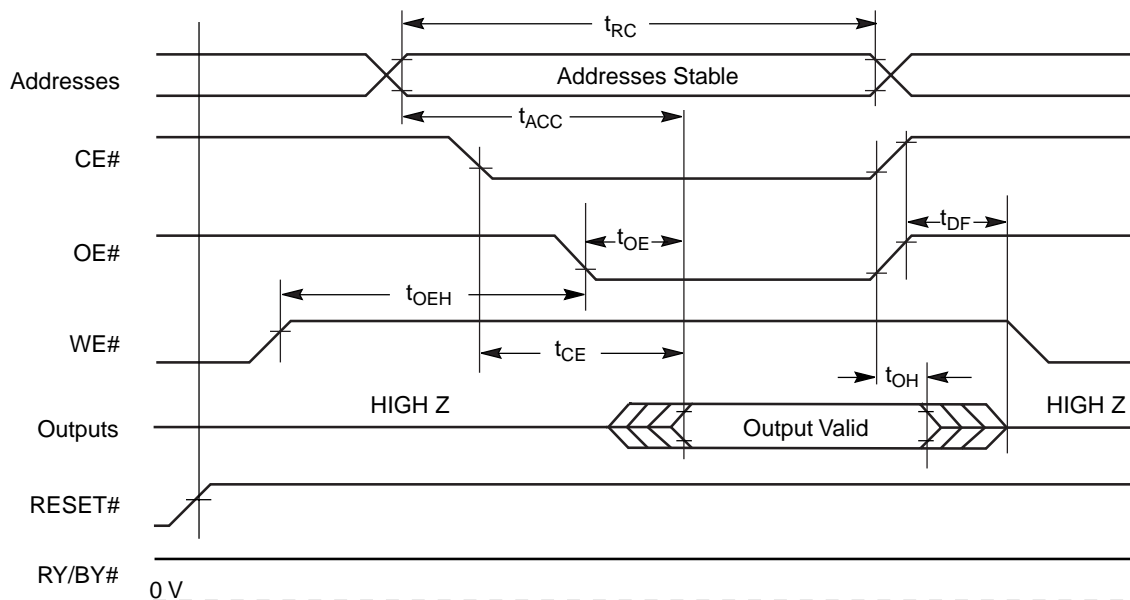 tRC
Addresses
Addresses Stable
tACC
CE#
tDF
OE#
tOE
tOEH
WE#
tCE
tOH
HIGH Z
HIGH Z
Outputs
Output Valid
RESET#
RY/BY#
0 V